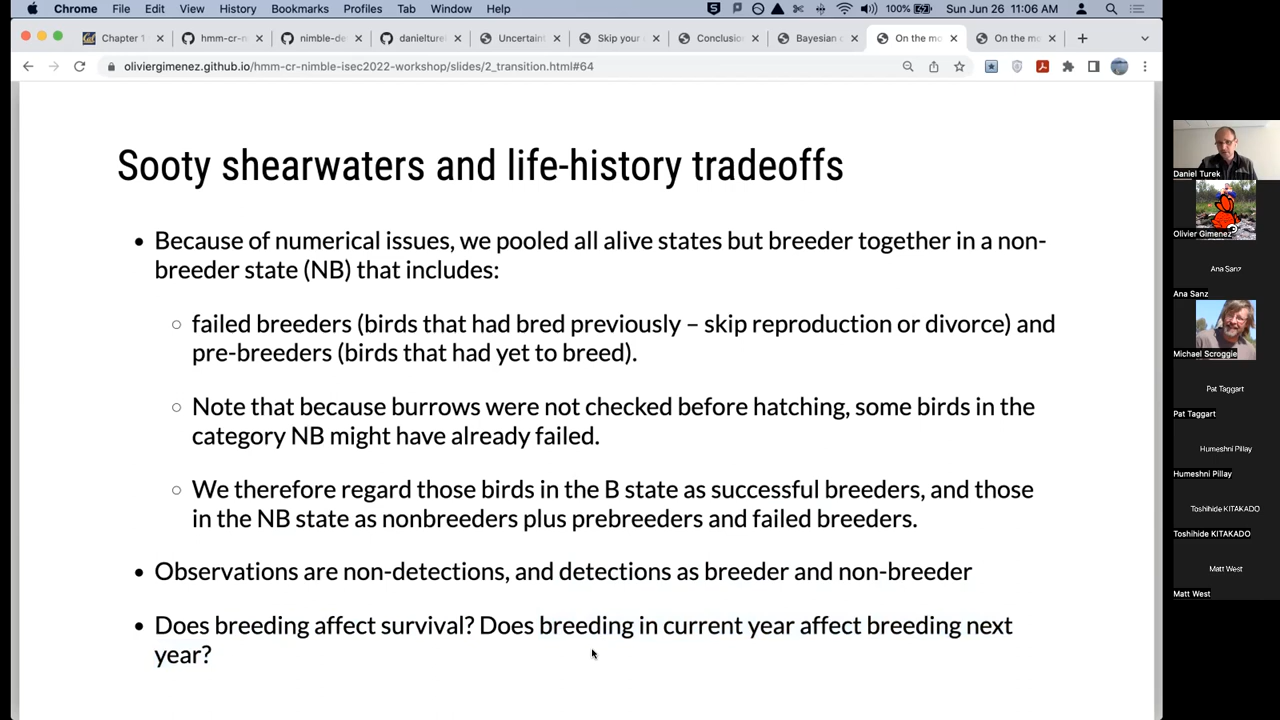 Chrome File Edit View History Bookmarks Profiles Tab Window Help 100% Sun Jun 26 11:06 AM
Chapter 1 hmm-cr-n nimble-de danielture Uncertain Skip your Conclusion Bayesian c On the mo On the mo
oliviergimenez.github.io/hmm-cr-nimble-isec2022-workshop/slides/2_transition.html#64
Sooty shearwaters and life-history tradeoffs
Because of numerical issues, we pooled all alive states but breeder together in a non-
breeder state (NB) that includes:
failed breeders (birds that had bred previously – skip reproduction or divorce) and
pre-breeders (birds that had yet to breed).
Note that because burrows were not checked before hatching, some birds in the
category NB might have already failed.
We therefore regard those birds in the B state as successful breeders, and those
in the NB state as nonbreeders plus prebreeders and failed breeders.
Observations are non-detections, and detections as breeder and non-breeder
Does breeding affect survival? Does breeding in current year affect breeding next
year?
Daniel Turek
Olivier Gimenez
Ana Sanz
Ana Sanz
Michael Scroggie
Pat Taggart
Pat Taggart
Humeshni Pillay
Humeshni Pillay
Toshihide KITAKADO
Toshihide KITAKADO
Matt West
Matt West